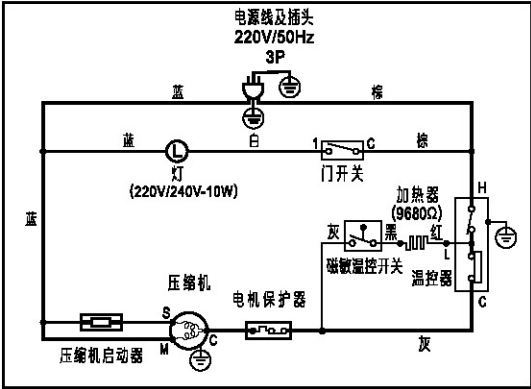 电源线及插头
220V/50Hz
3P
蓝
棕
蓝
白
1
C
棕
L
灯
(220V/240V-10W)
门开关
H
加热器
(9680Ω)
蓝
灰
黑
红
L
磁敏温控开关
温控器
压缩机
电机保护器
S
M
C
C
灰
压缩机启动器